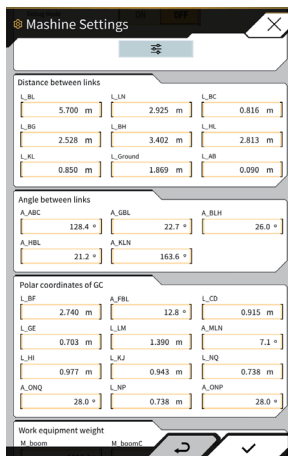 Mashine Settings
ON OFF
Distance between links
L_BL L_LN L_BC
5.700 m 2.925 m 0.816 m
L_BG L_BH L_HL
2.528 m 3.402 m 2.813 m
L_KL L_Ground L_AB
0.850 m 1.869 m 0.090 m
Angle between links
A_ABC A_GBL A_BLH
128.4 ° 22.7 ° 26.0 °
A_HBL A_KLN
21.2 ° 163.6 °
Polar coordinates of GC
L_BF A_FBL L_CD
2.740 m 12.8 ° 0.915 m
L_GE L_LM A_MLN
0.703 m 1.390 m 7.1 °
L_HI L_KJ L_NQ
0.977 m 0.943 m 0.738 m
A_ONQ L_NP A_ONP
28.0 ° 0.738 m 28.0 °
Work equipment weight
M_boom M_boomC